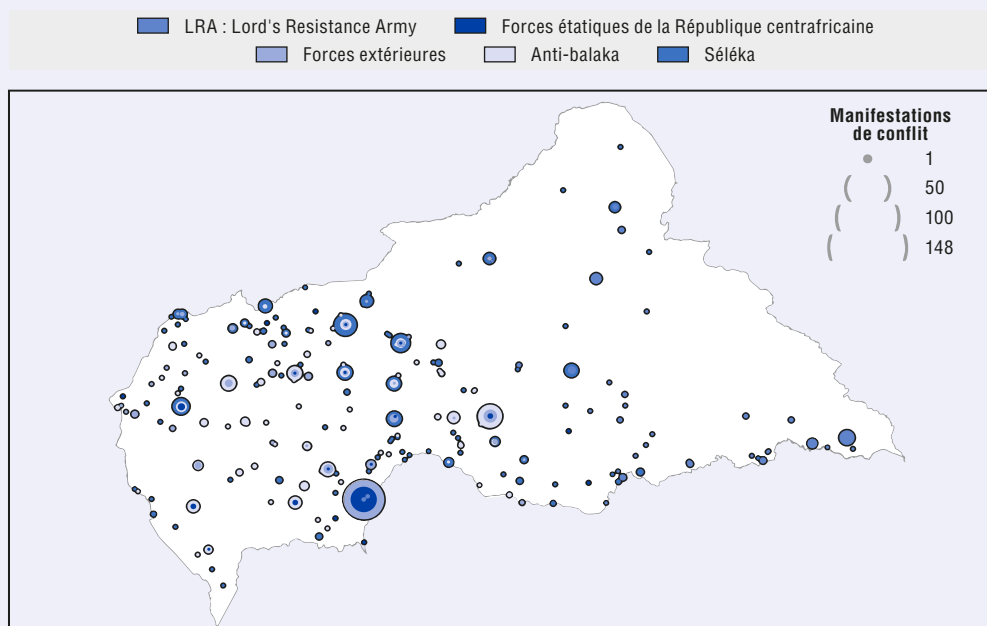 LRA : Lord's Resistance Army Forces étatiques de la République centrafricaine
Forces extérieures Anti-balaka Séléka
Manifestations
de conflit
1
50
100
148